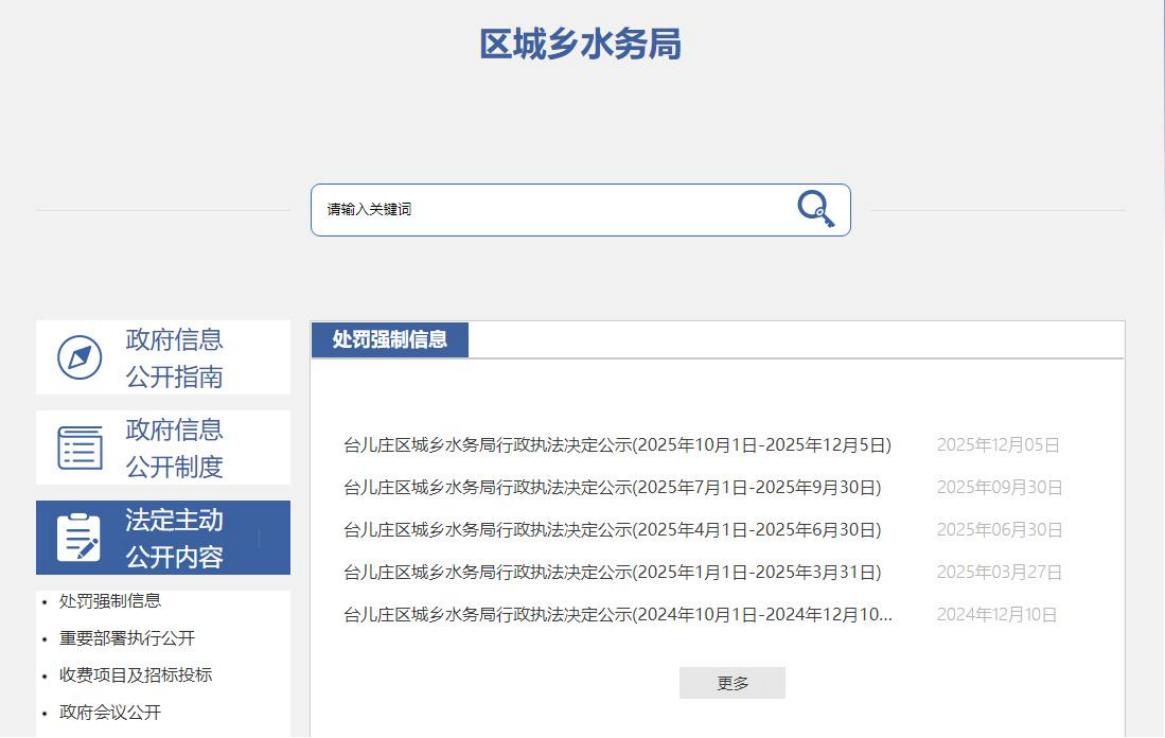 区城乡水务局
请输入关键词
政府信息
公开指南
政府信息
公开制度
法定主动
公开内容
• 处罚强制信息
• 重要部署执行公开
• 收费项目及招标投标
• 政府会议公开
处罚强制信息
台儿庄区城乡水务局行政执法决定公示(2025年10月1日-2025年12月5日) 2025年12月05日
台儿庄区城乡水务局行政执法决定公示(2025年7月1日-2025年9月30日) 2025年09月30日
台儿庄区城乡水务局行政执法决定公示(2025年4月1日-2025年6月30日) 2025年06月30日
台儿庄区城乡水务局行政执法决定公示(2025年1月1日-2025年3月31日) 2025年03月27日
台儿庄区城乡水务局行政执法决定公示(2024年10月1日-2024年12月10... 2024年12月10日
更多